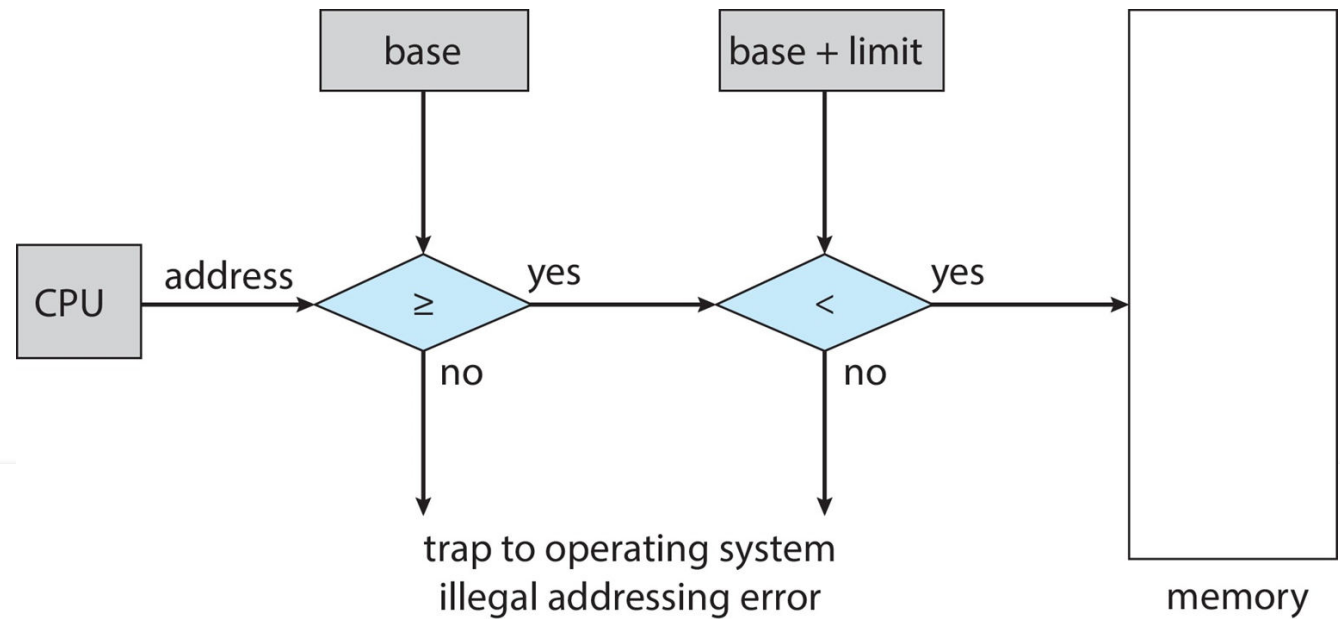 base
base + limit
CPU
address
≥
yes
<
yes
no
no
trap to operating system
illegal addressing error
memory